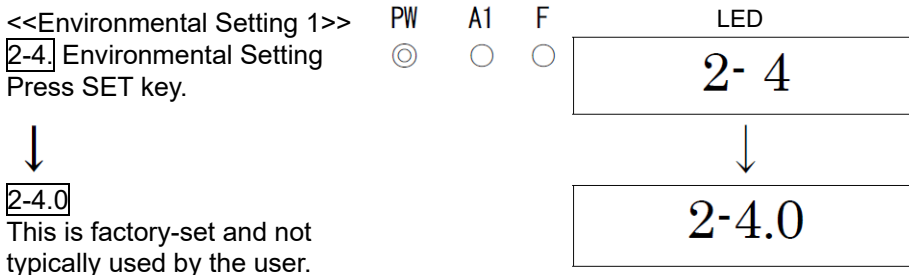 <<Environmental Setting 1>> PW A1 F LED
2-4. Environmental Setting ◎ ○ ○ 2- 4
Press SET key.
↓ ↓
2-4.0 2-4.0
This is factory-set and not
typically used by the user.